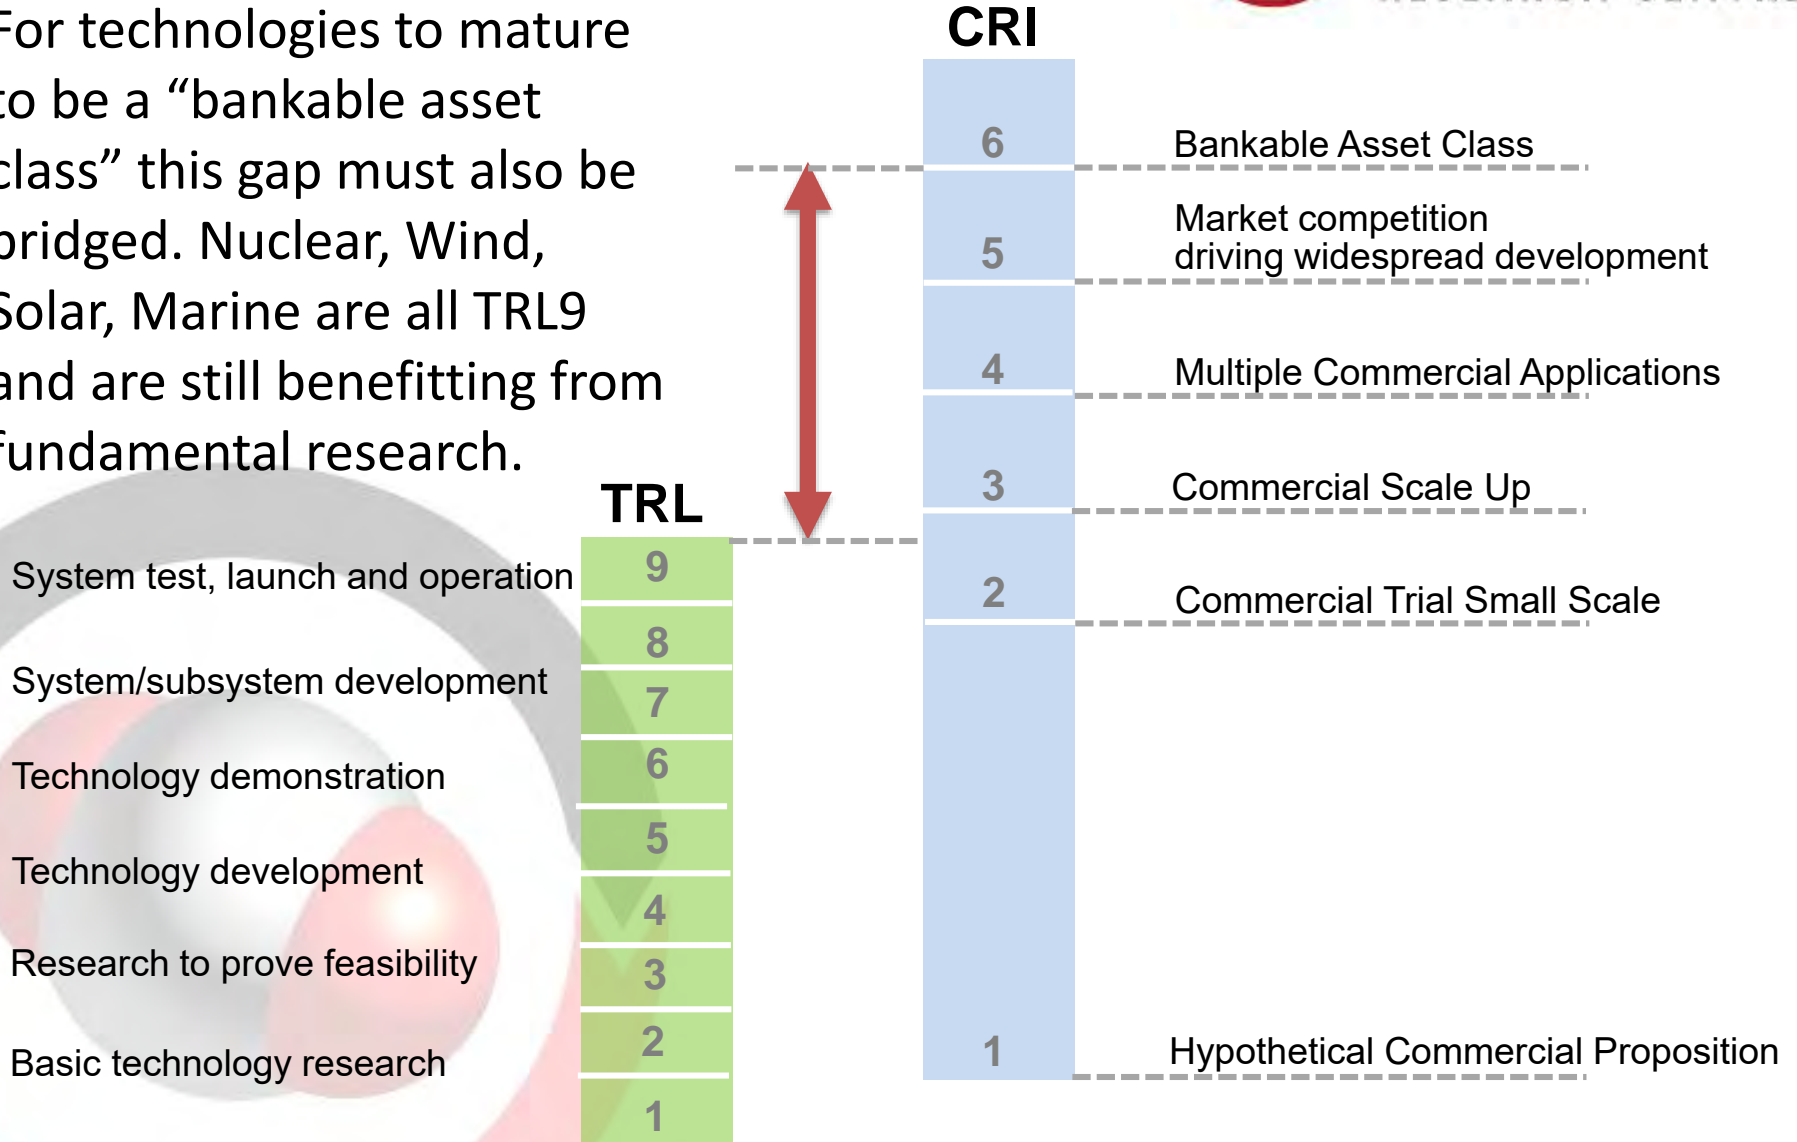 For technologies to mature
to be a “bankable asset
class” this gap must also be
bridged. Nuclear, Wind,
Solar, Marine are all TRL9
and are still benefitting from
fundamental research.
CRI
6 Bankable Asset Class
5 Market competition
driving widespread development
4 Multiple Commercial Applications
3 Commercial Scale Up
2 Commercial Trial Small Scale
1 Hypothetical Commercial Proposition
TRL
System test, launch and operation 9
8
System/subsystem development
7
Technology demonstration 6
5
Technology development
4
Research to prove feasibility 3
Basic technology research 2
1